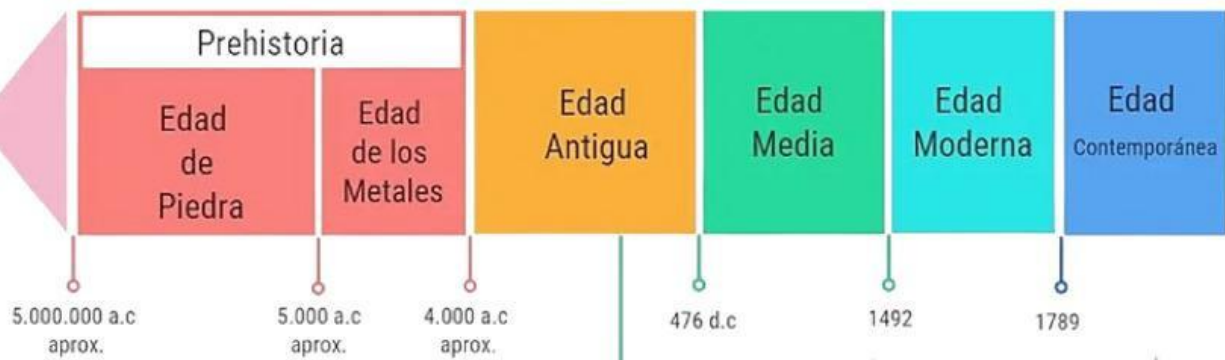 Prehistoria
Edad
de
Piedra
Edad
de los
Metales
Edad
Antigua
Edad
Media
Edad
Moderna
Edad
Contemporánea
5.000.000 a.c
aprox.
5.000 a.c
aprox.
4.000 a.c
aprox.
476 d.c
1492
1789